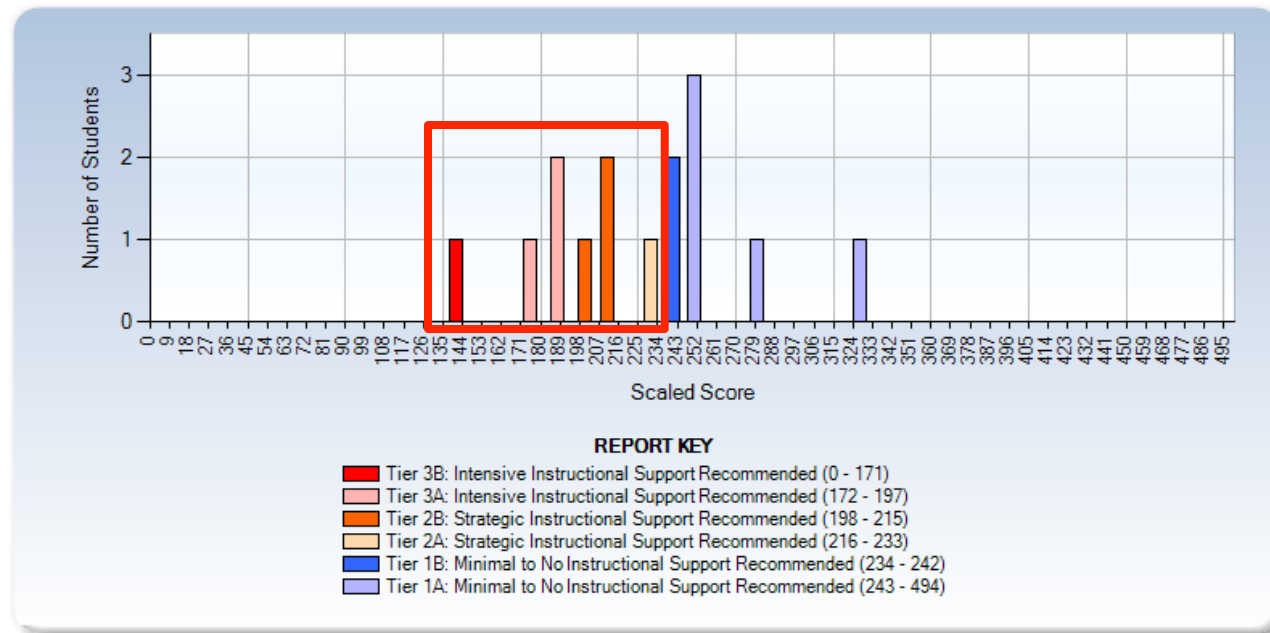 3
2
1
0
Number of Students
0 9 18 27 36 45 54 63 72 81 90 99 108 117 126 135 144 153 162 171 180 189 198 207 216 225 234 243 252 261 270 279 288 297 306 315 324 333 342 351 360 369 378 387 396 405 414 423 432 441 450 459 468 477 486 495
Scaled Score
REPORT KEY
Tier 3B: Intensive Instructional Support Recommended (0 - 171)
Tier 3A: Intensive Instructional Support Recommended (172 - 197)
Tier 2B: Strategic Instructional Support Recommended (198 - 215)
Tier 2A: Strategic Instructional Support Recommended (216 - 233)
Tier 1B: Minimal to No Instructional Support Recommended (234 - 242)
Tier 1A: Minimal to No Instructional Support Recommended (243 - 494)